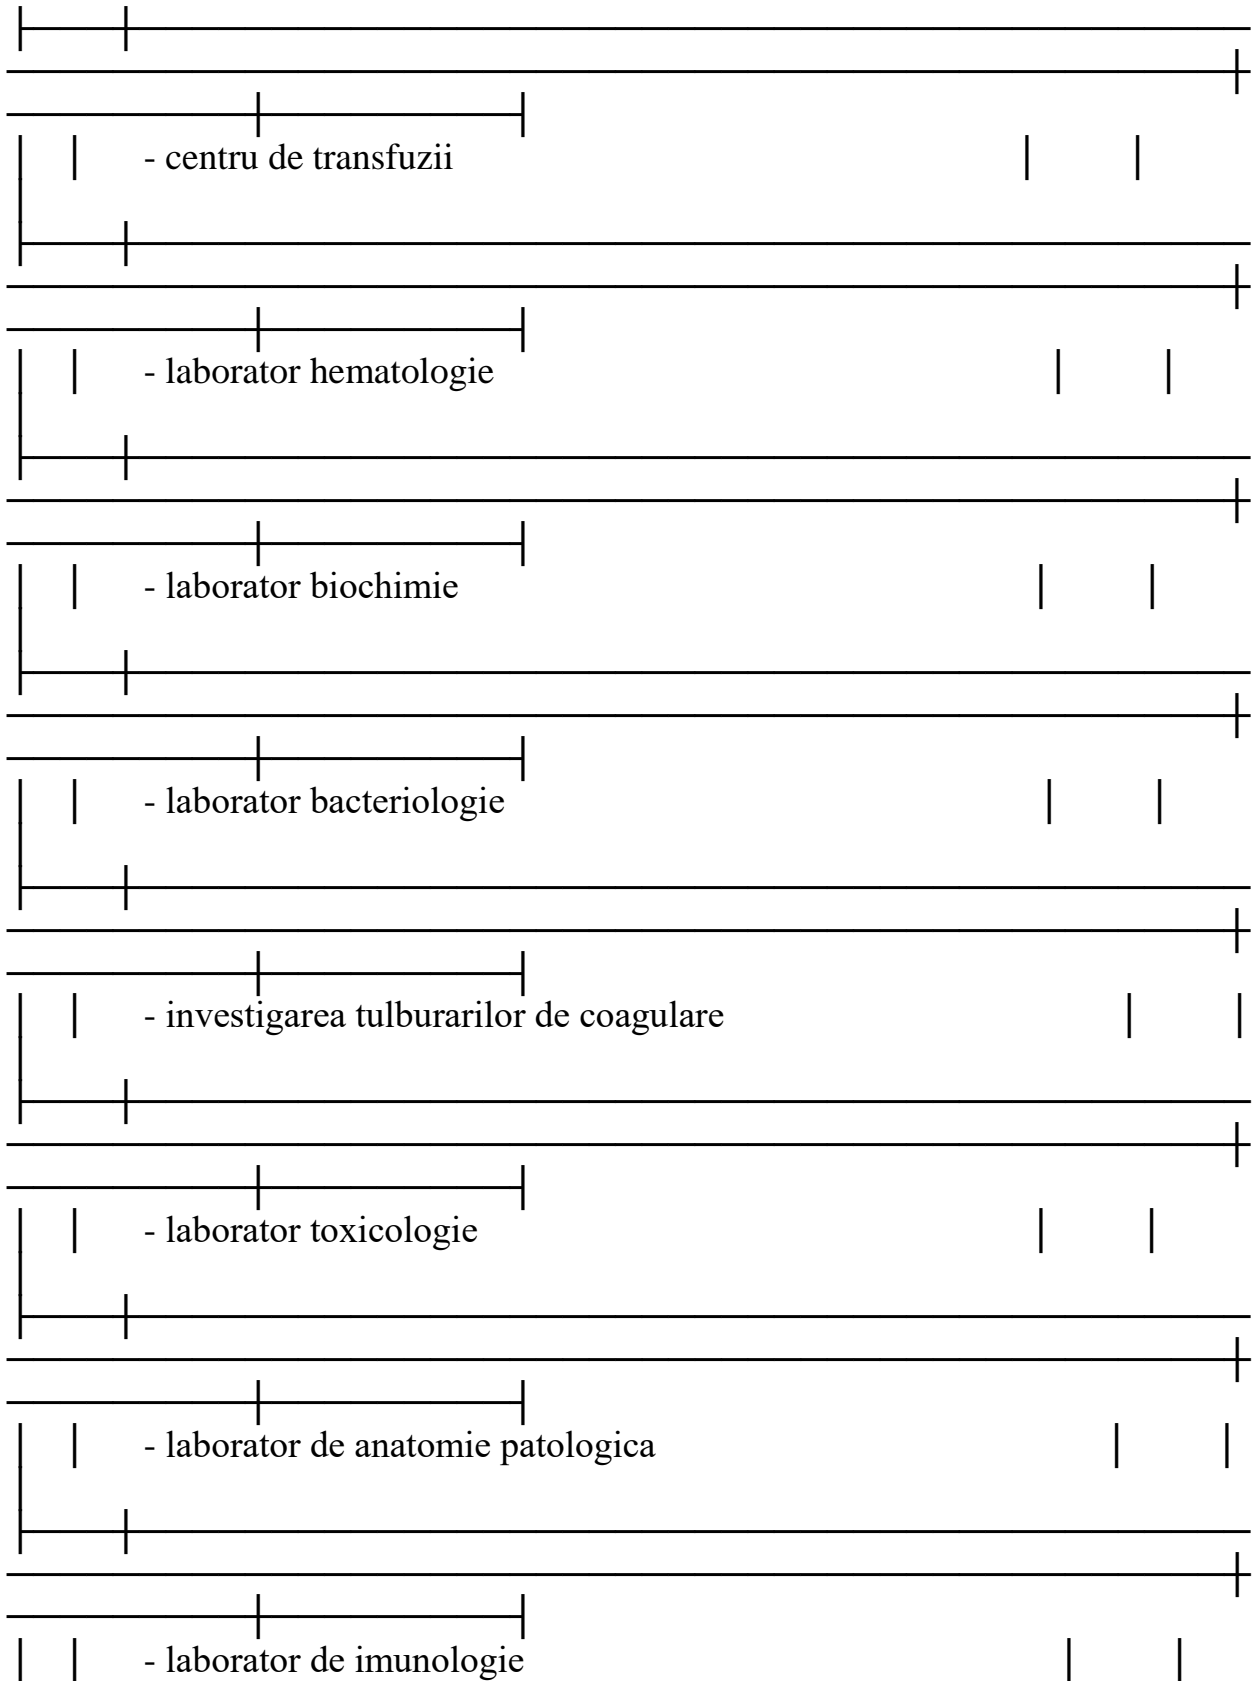 - centru de transfuzii
- laborator hematologie
- laborator biochimie
- laborator bacteriologie
- investigarea tulburarilor de coagulare
- laborator toxicologie
- laborator de anatomie patologica
- laborator de imunologie